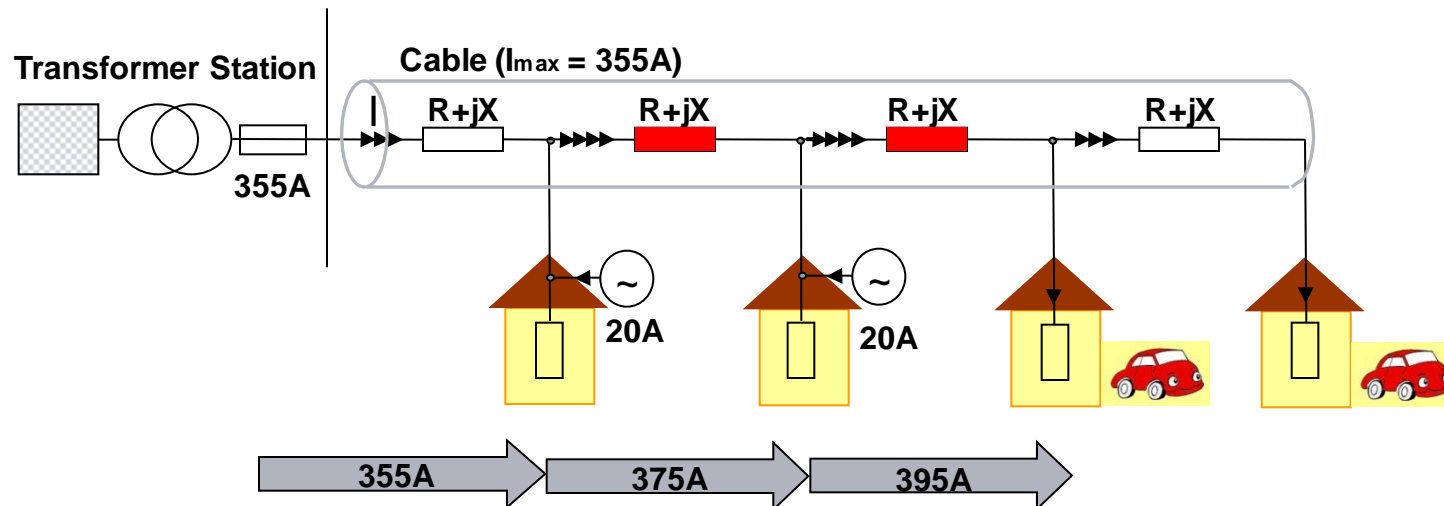 Transformer Station
Cable (Imax = 355A)
I
R+jX
R+jX
R+jX
R+jX
355A
~
~
20A
20A
355A
375A
395A